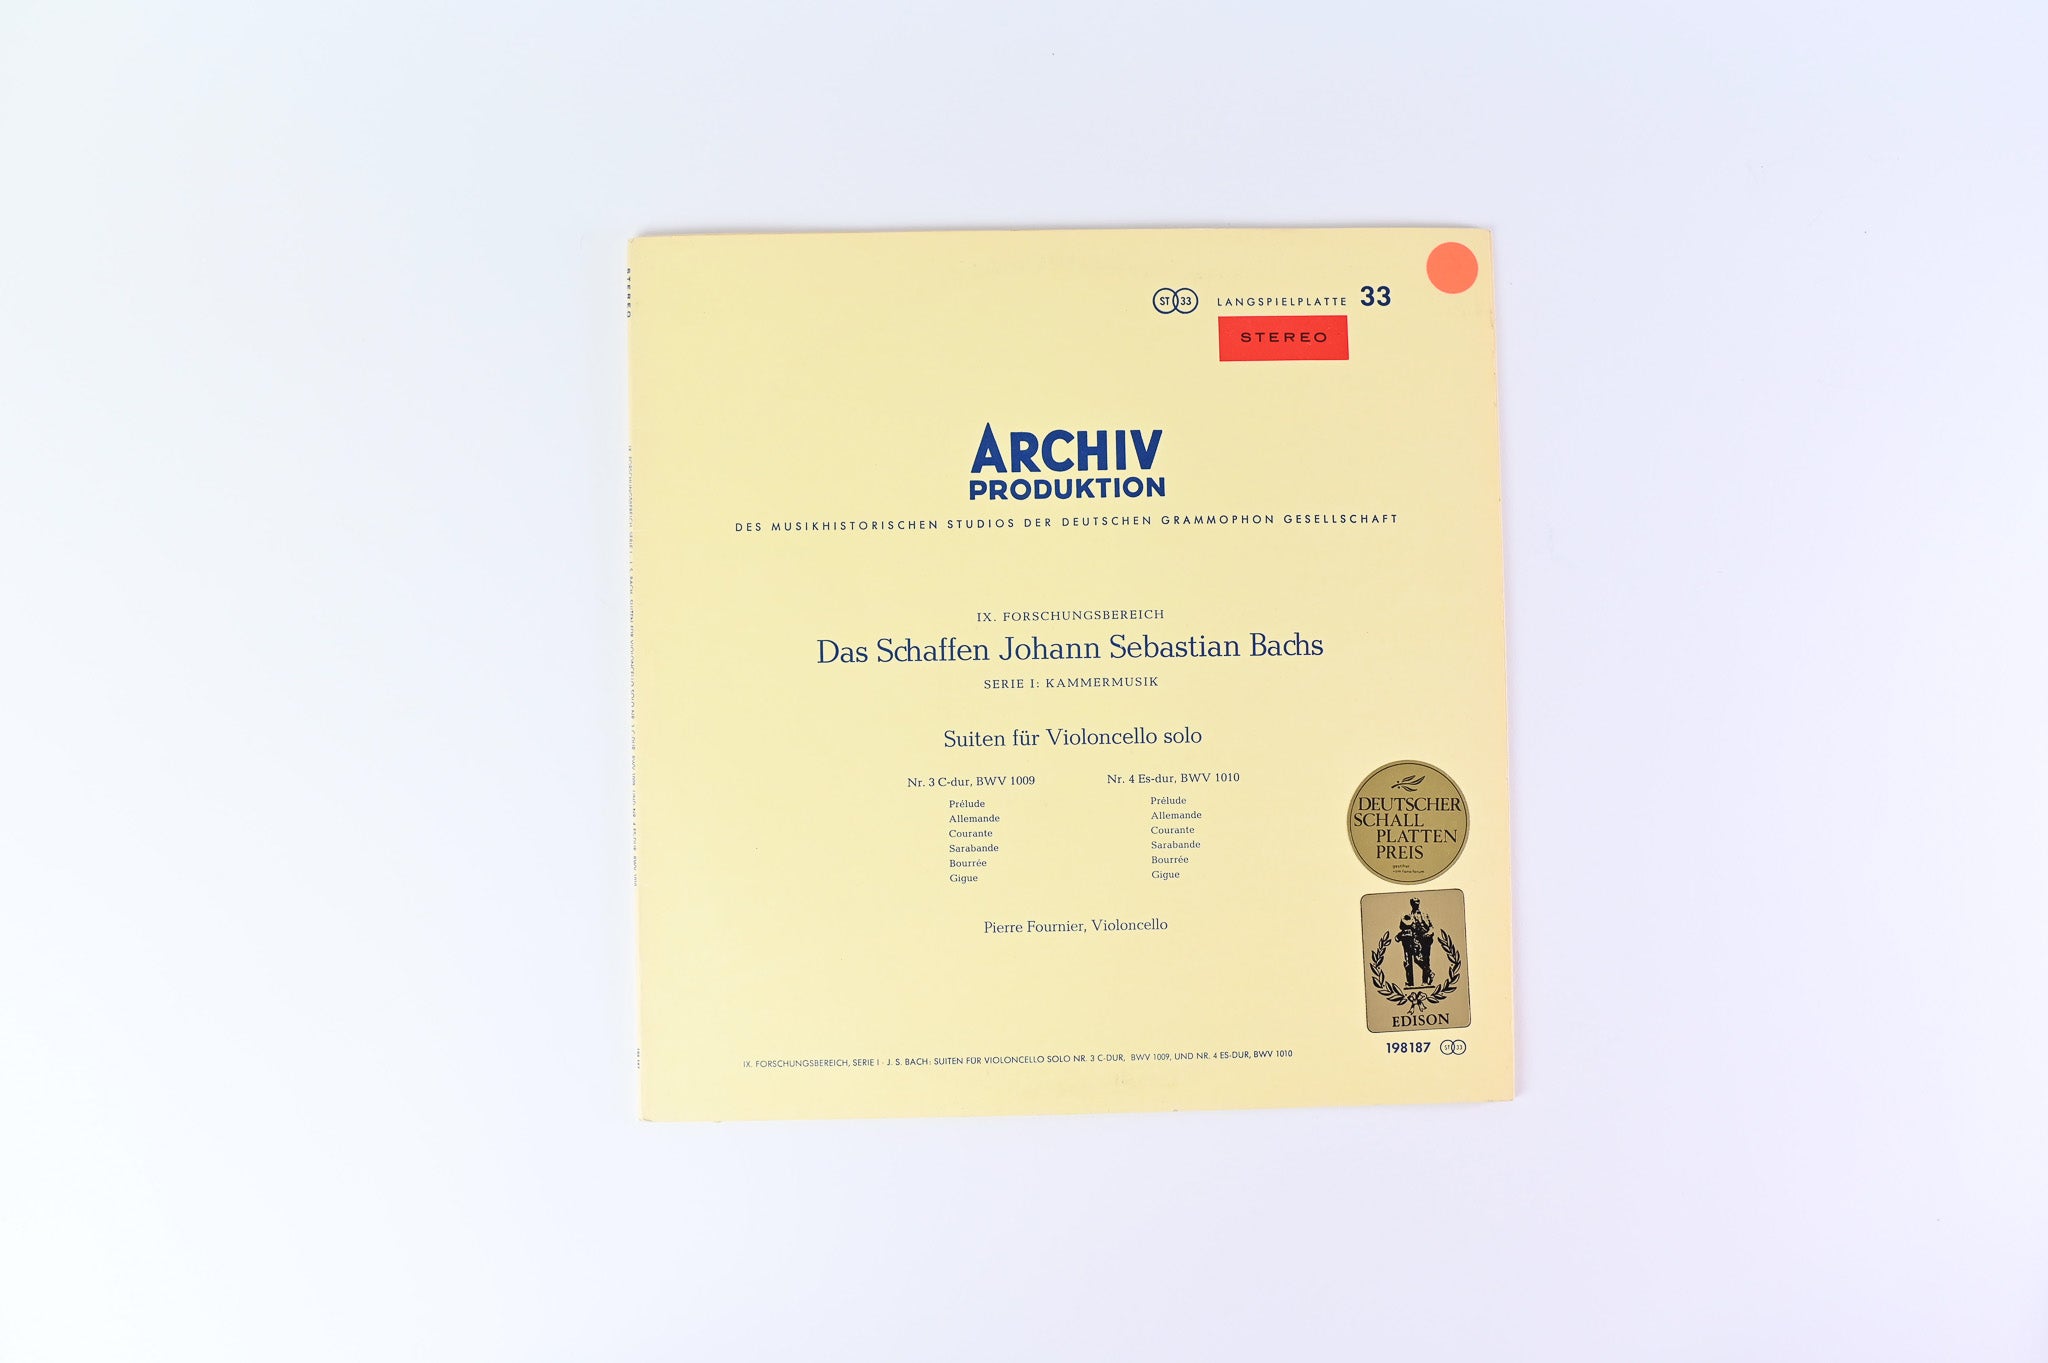 ST 33 LANGSPIELPLATTE 33
STEREO
ARCHIV
PRODUKTION
DES MUSIKHISTORISCHEN STUDIOS DER DEUTSCHEN GRAMMOPHON GESELLSCHAFT
IX. FORSCHUNGSBEREICH
Das Schaffen Johann Sebastian Bachs
SERIE I: KAMMERMUSIK
Suiten für Violoncello solo
Nr. 3 C-dur, BWV 1009
Prélude
Allemande
Courante
Sarabande
Bourrée
Gigue
Nr. 4 Es-dur, BWV 1010
Prélude
Allemande
Courante
Sarabande
Bourrée
Gigue
Pierre Fournier, Violoncello
DEUTSCHER
SCHALL
PLATTEN
PREIS
EDISON
198187 ST 33
IX. FORSCHUNGSBEREICH, SERIE I · J. S. BACH: SUITEN FÜR VIOLONCELLO SOLO NR. 3 C-DUR, BWV 1009, UND NR. 4 ES-DUR, BWV 1010
STEREO